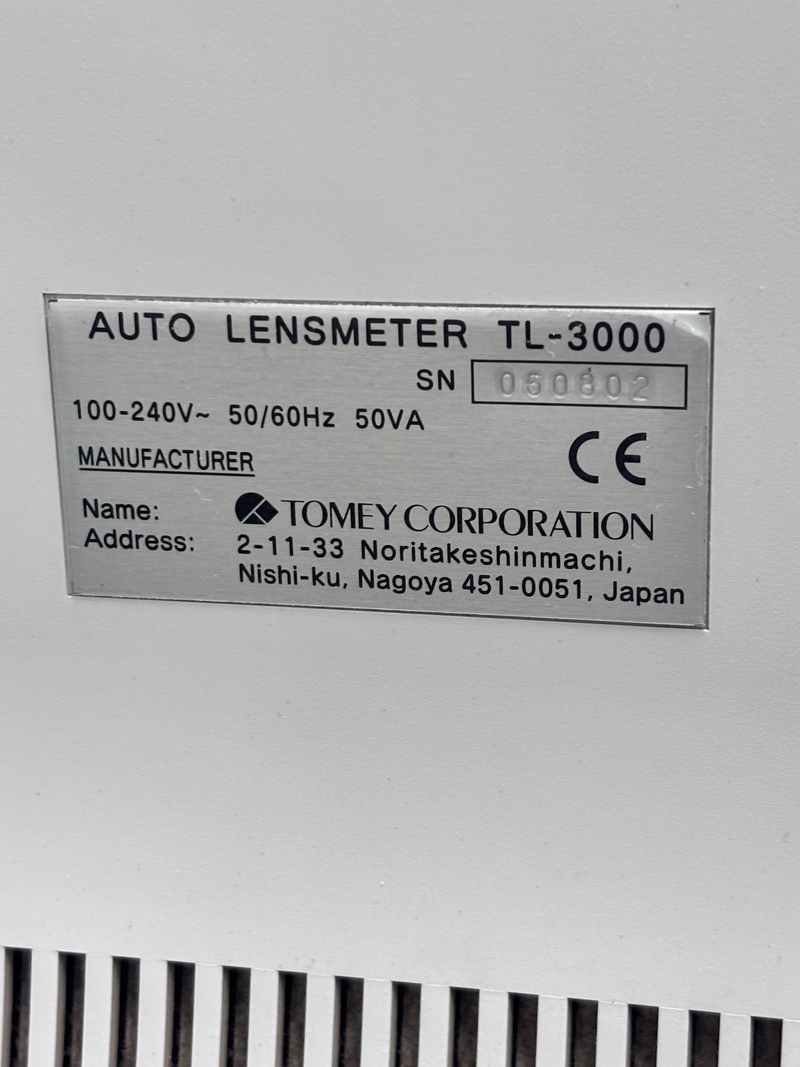 AUTO LENSMETER TL-3000
SN 060802
100-240V~ 50/60Hz 50VA
CE
MANUFACTURER
Name: TOMEY CORPORATION
Address: 2-11-33 Noritakeshinmachi,
Nishi-ku, Nagoya 451-0051, Japan